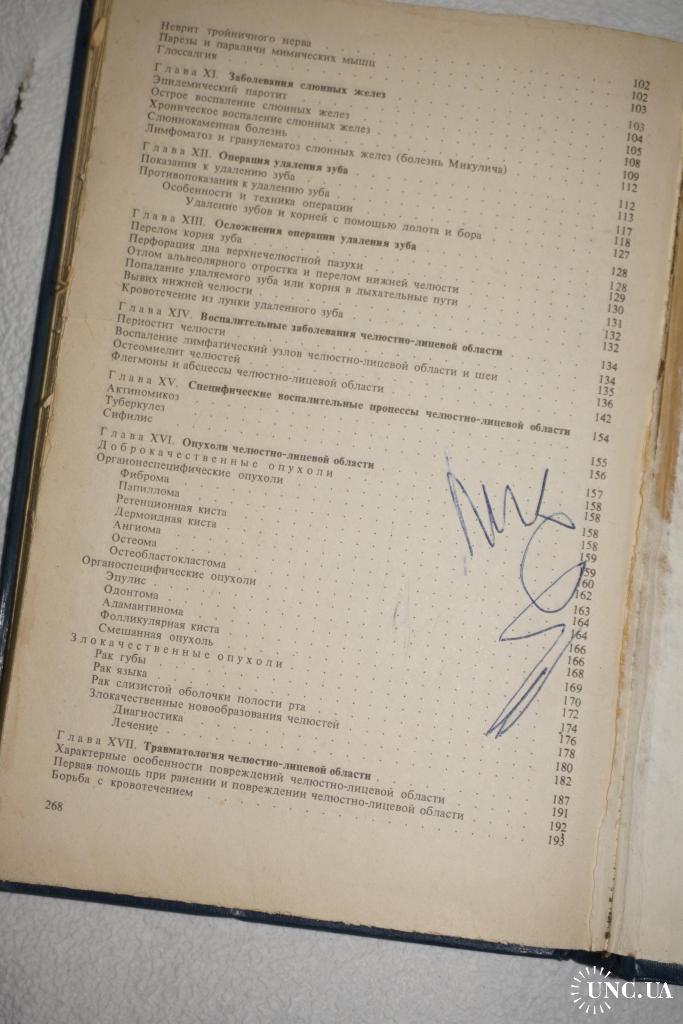 Неврит тройничного нерва
Парезы и параличи мимических мышц
Глоссалгия
Глава XI. Заболевания слюнных желез
Эпидемический паротит
Острое воспаление слюнных желез
Хроническое воспаление слюнных желез
Слюннокаменная болезнь
Лимфоматоз и гранулематоз слюнных желез (болезнь Микулича)
Глава XII. Операция удаления зуба
Показания к удалению зуба
Противопоказания к удалению зуба
Особенности и техника операции
Удаление зубов и корней с помощью долота и бора
Глава XIII. Осложнения операции удаления зуба
Перелом корня зуба
Перфорация дна верхнечелюстной пазухи
Отлом альвеолярного отростка и перелом нижней челюсти
Попадание удаляемого зуба или корня в дыхательные пути
Вывих нижней челюсти
Кровотечение из лунки удаленного зуба
Глава XIV. Воспалительные заболевания челюстно-лицевой области
Периостит челюсти
Воспаление лимфатический узлов челюстно-лицевой области и шеи
Остеомиелит челюстей
Флегмоны и абсцессы челюстно-лицевой области
Глава XV. Специфические воспалительные процессы челюстно-лицевой области
Актиномикоз
Туберкулез
Сифилис
Глава XVI. Опухоли челюстно-лицевой области
Доброкачественные опухоли
Органонеспецифические опухоли
Фиброма
Папиллома
Ретенционная киста
Дермоидная киста
Ангиома
Остеома
Остеобластокластома
Органоспецифические опухоли
Эпулис
Одонтома
Адамантинома
Фолликулярная киста
Смешанная опухоль
Злокачественные опухоли
Рак губы
Рак языка
Рак слизистой оболочки полости рта
Злокачественные новообразования челюстей
Диагностика
Лечение
Глава XVII. Травматология челюстно-лицевой области
Характерные особенности повреждений челюстно-лицевой области
Первая помощь при ранении и повреждении челюстно-лицевой области
Борьба с кровотечением
102
102
103
103
104
105
108
109
112
112
113
117
118
127
128
128
129
130
131
132
132
134
134
135
136
142
154
155
156
157
158
158
158
158
159
159
160
162
163
164
164
166
166
168
169
170
172
174
176
178
180
182
187
191
192
193
268
UNC.UA